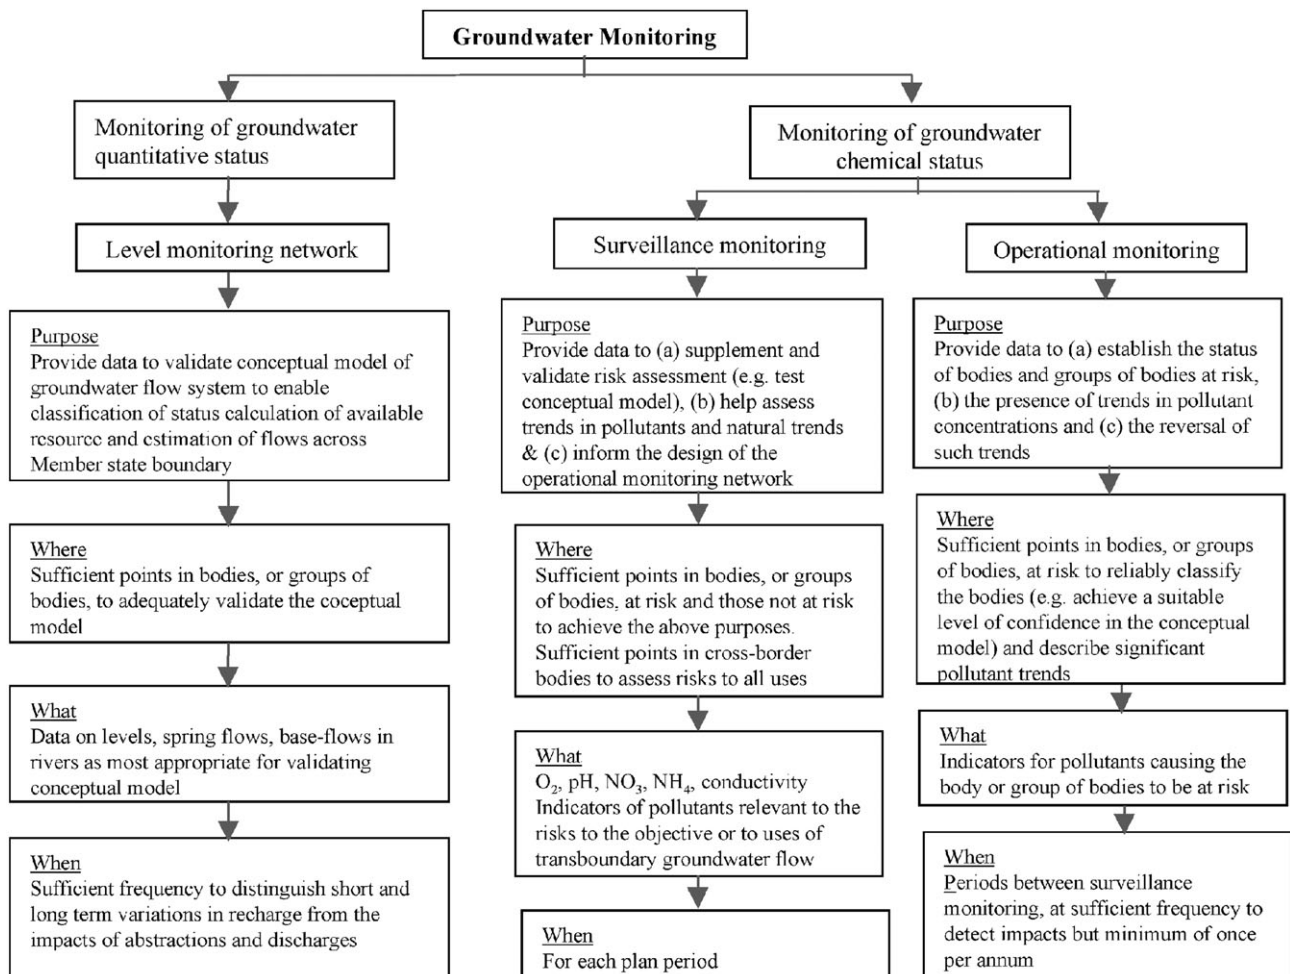 Groundwater Monitoring
Monitoring of groundwater
quantitative status
Monitoring of groundwater
chemical status
Level monitoring network
Surveillance monitoring
Operational monitoring
Purpose
Provide data to validate conceptual model of
groundwater flow system to enable
classification of status calculation of available
resource and estimation of flows across
Member state boundary
Where
Sufficient points in bodies, or groups of
bodies, to adequately validate the coceptual
model
What
Data on levels, spring flows, base-flows in
rivers as most appropriate for validating
conceptual model
When
Sufficient frequency to distinguish short and
long term variations in recharge from the
impacts of abstractions and discharges
Purpose
Provide data to (a) supplement and
validate risk assessment (e.g. test
conceptual model), (b) help assess
trends in pollutants and natural trends
& (c) inform the design of the
operational monitoring network
Where
Sufficient points in bodies, or groups
of bodies, at risk and those not at risk
to achieve the above purposes.
Sufficient points in cross-border
bodies to assess risks to all uses
What
O₂, pH, NO₃, NH₄, conductivity
Indicators of pollutants relevant to the
risks to the objective or to uses of
transboundary groundwater flow
When
For each plan period
Purpose
Provide data to (a) establish the status
of bodies and groups of bodies at risk,
(b) the presence of trends in pollutant
concentrations and (c) the reversal of
such trends
Where
Sufficient points in bodies, or groups
of bodies, at risk to reliably classify
the bodies (e.g. achieve a suitable
level of confidence in the conceptual
model) and describe significant
pollutant trends
What
Indicators for pollutants causing the
body or group of bodies to be at risk
When
Periods between surveillance
monitoring, at sufficient frequency to
detect impacts but minimum of once
per annum